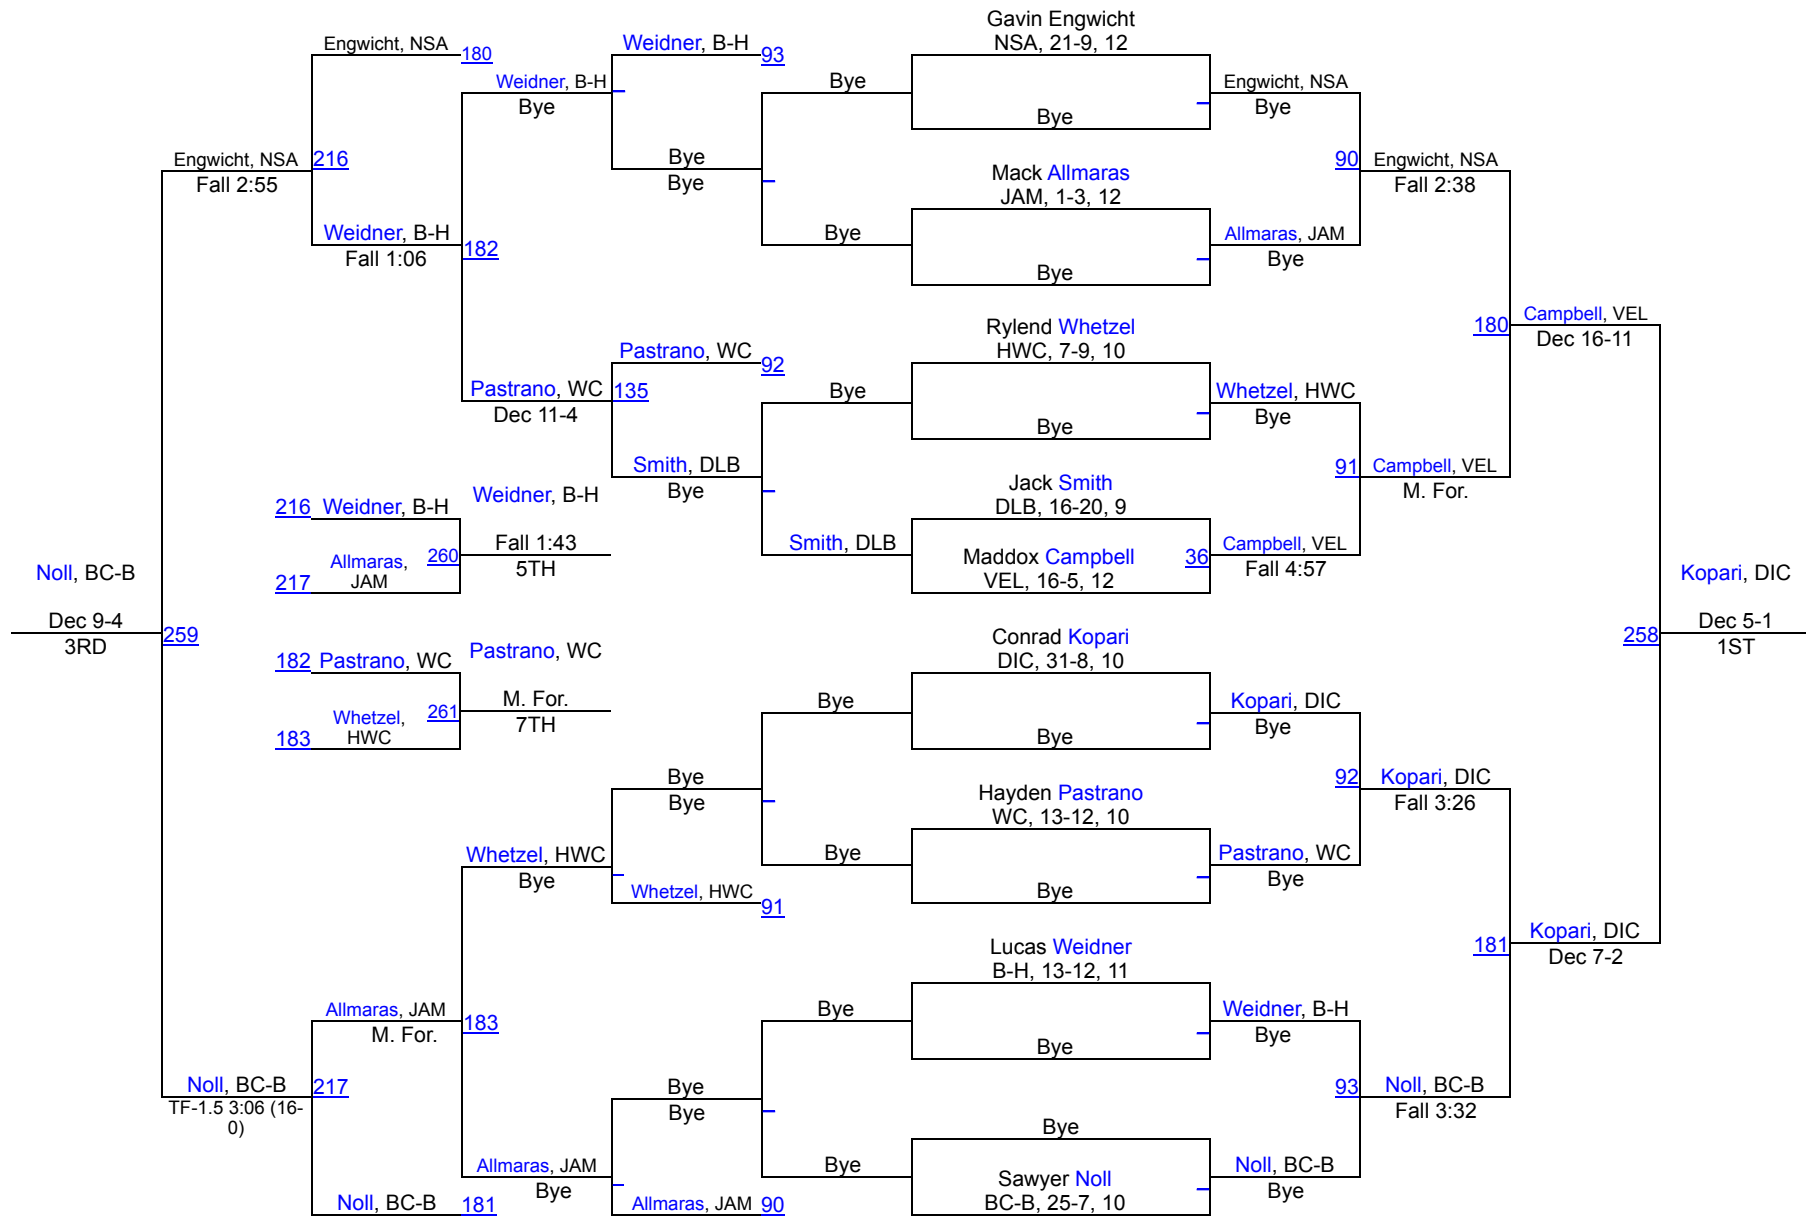 Gavin Engwicht
NSA, 21-9, 12
Engwicht, NSA
180
Weidner, B-H
93
Weidner, B-H
Bye
Bye
Bye
Engwicht, NSA
Bye
Engwicht, NSA
Fall 2:55
216
Bye
Bye
Mack Allmaras
JAM, 1-3, 12
90
Engwicht, NSA
Fall 2:38
Weidner, B-H
Fall 1:06
182
Bye
Bye
Allmaras, JAM
Bye
Rylend Whetzel
HWC, 7-9, 10
180
Campbell, VEL
Dec 16-11
Pastrano, WC
92
Pastrano, WC
Dec 11-4
135
Bye
Bye
Whetzel, HWC
Bye
Smith, DLB
Bye
Jack Smith
DLB, 16-20, 9
91
Campbell, VEL
M. For.
216
Weidner, B-H
Weidner, B-H
Allmaras,
JAM
260
217
Fall 1:43
5TH
Smith, DLB
Maddox Campbell
VEL, 16-5, 12
36
Campbell, VEL
Fall 4:57
Noll, BC-B
Dec 9-4
3RD
259
Kopari, DIC
258
Dec 5-1
1ST
Conrad Kopari
DIC, 31-8, 10
182
Pastrano, WC
Pastrano, WC
Whetzel,
HWC
261
183
M. For.
7TH
Bye
Bye
Kopari, DIC
Bye
Bye
Bye
Hayden Pastrano
WC, 13-12, 10
92
Kopari, DIC
Fall 3:26
Whetzel, HWC
Bye
Bye
Bye
Pastrano, WC
Bye
Whetzel, HWC
91
Lucas Weidner
B-H, 13-12, 11
181
Kopari, DIC
Dec 7-2
Allmaras, JAM
M. For.
183
Bye
Bye
Weidner, B-H
Bye
Noll, BC-B
TF-1.5 3:06 (16-
0)
217
Bye
Bye
93
Noll, BC-B
Fall 3:32
Bye
Allmaras, JAM
Bye
Bye
Sawyer Noll
BC-B, 25-7, 10
Noll, BC-B
Bye
Noll, BC-B
181
Allmaras, JAM
90